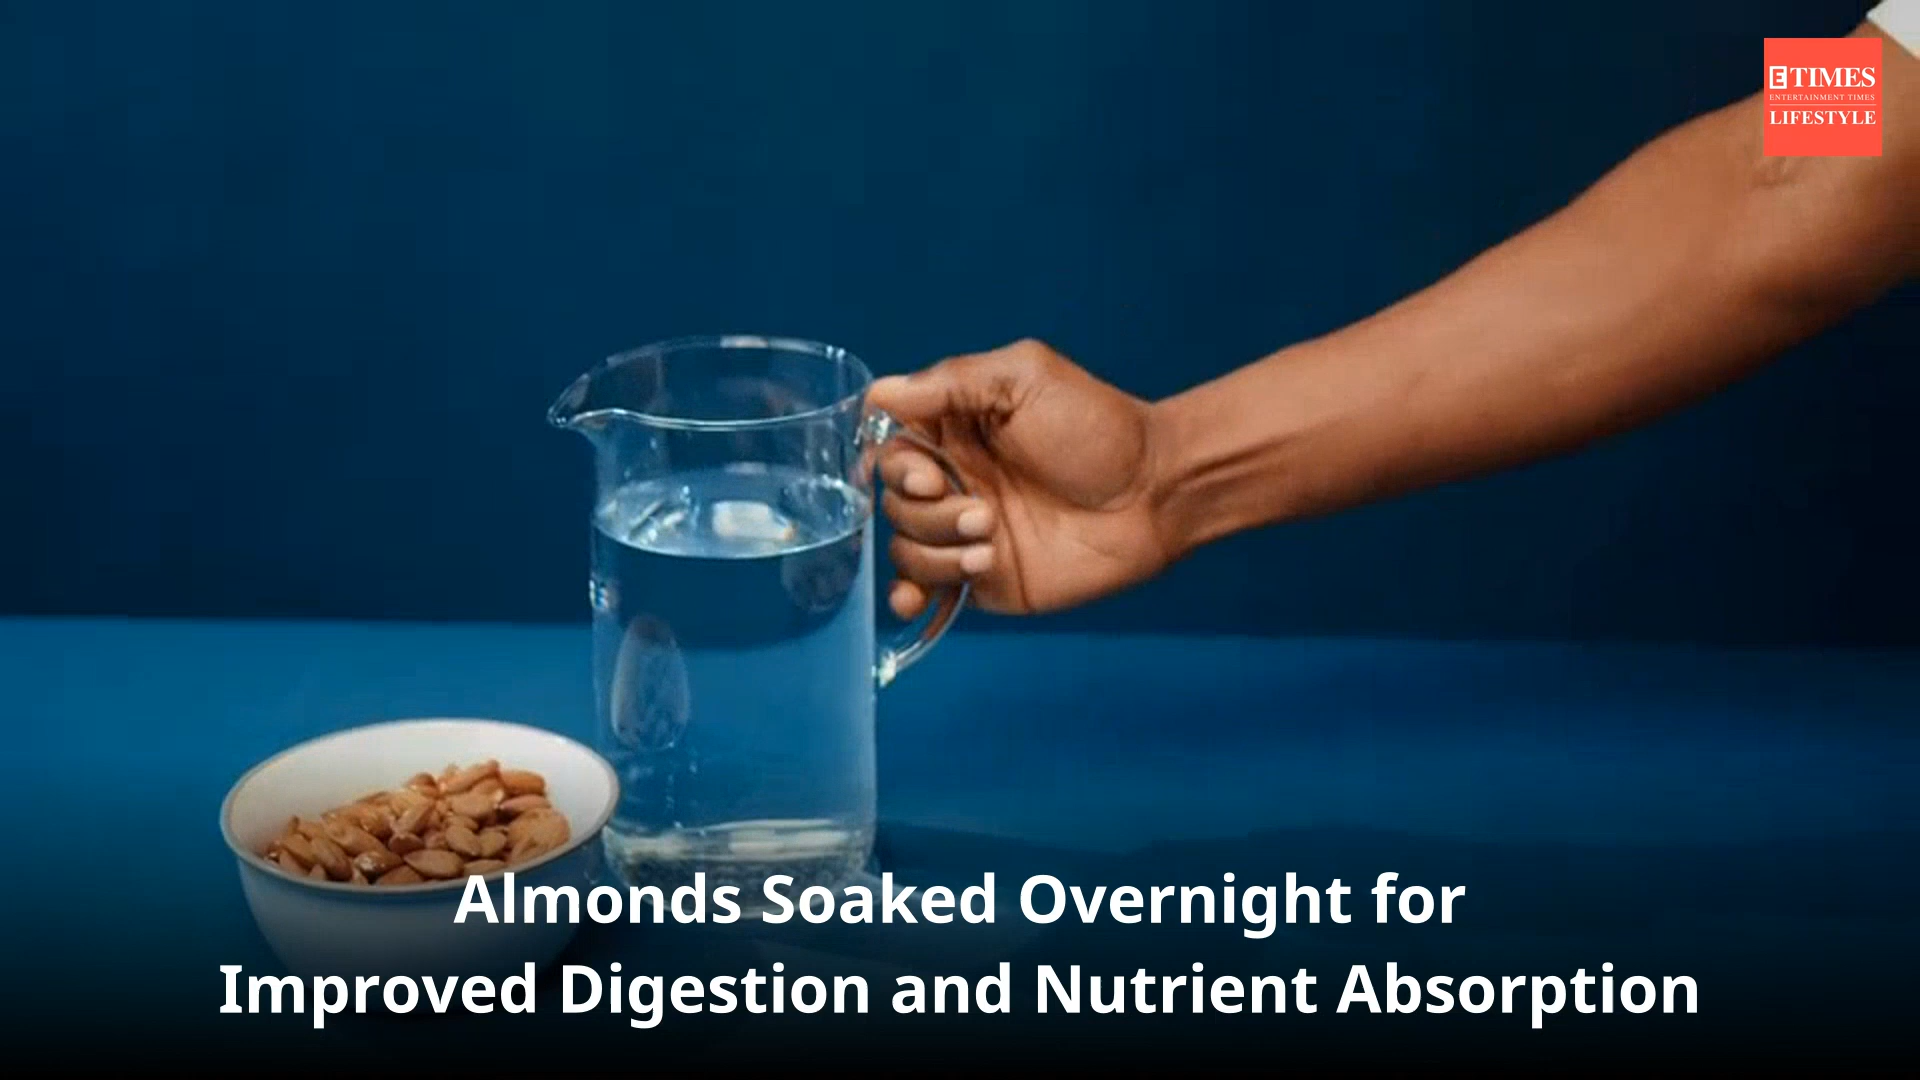 ETIMES
ENTERTAINMENT TIMES
LIFESTYLE
Almonds Soaked Overnight for
Improved Digestion and Nutrient Absorption